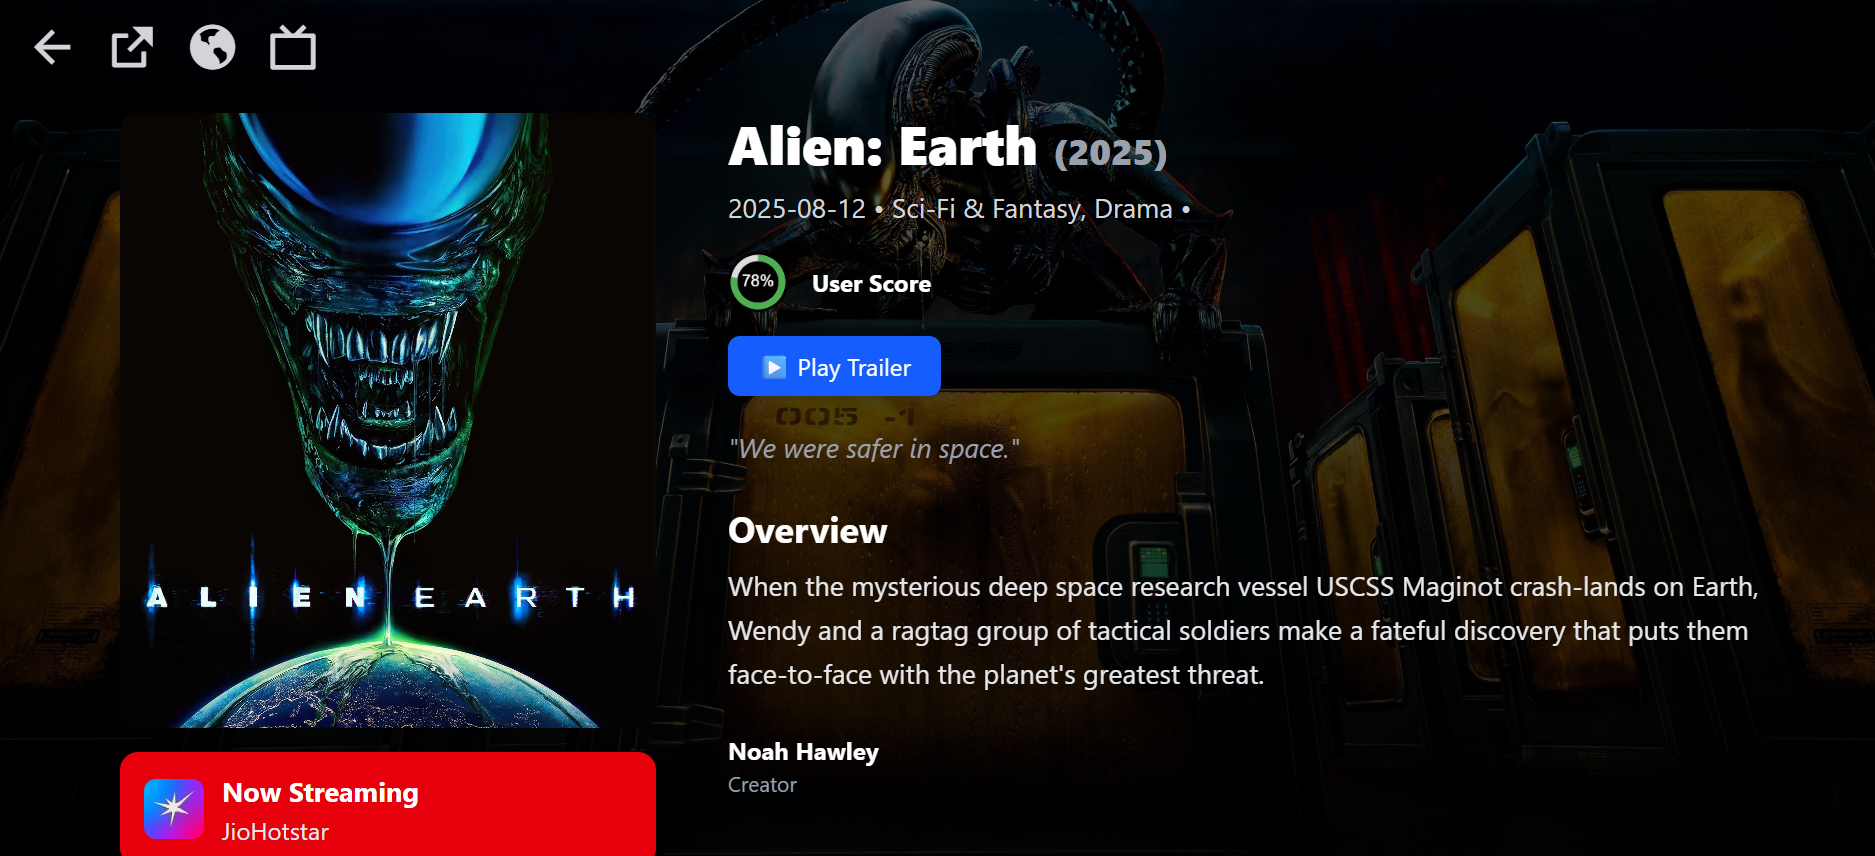 Alien: Earth (2025)
2025-08-12 • Sci-Fi & Fantasy, Drama •
78%
User Score
Play Trailer
005 -1
"We were safer in space."
Overview
When the mysterious deep space research vessel USCSS Maginot crash-lands on Earth,
Wendy and a ragtag group of tactical soldiers make a fateful discovery that puts them
face-to-face with the planet's greatest threat.
Noah Hawley
Creator
ALIEN EARTH
Now Streaming
JioHotstar